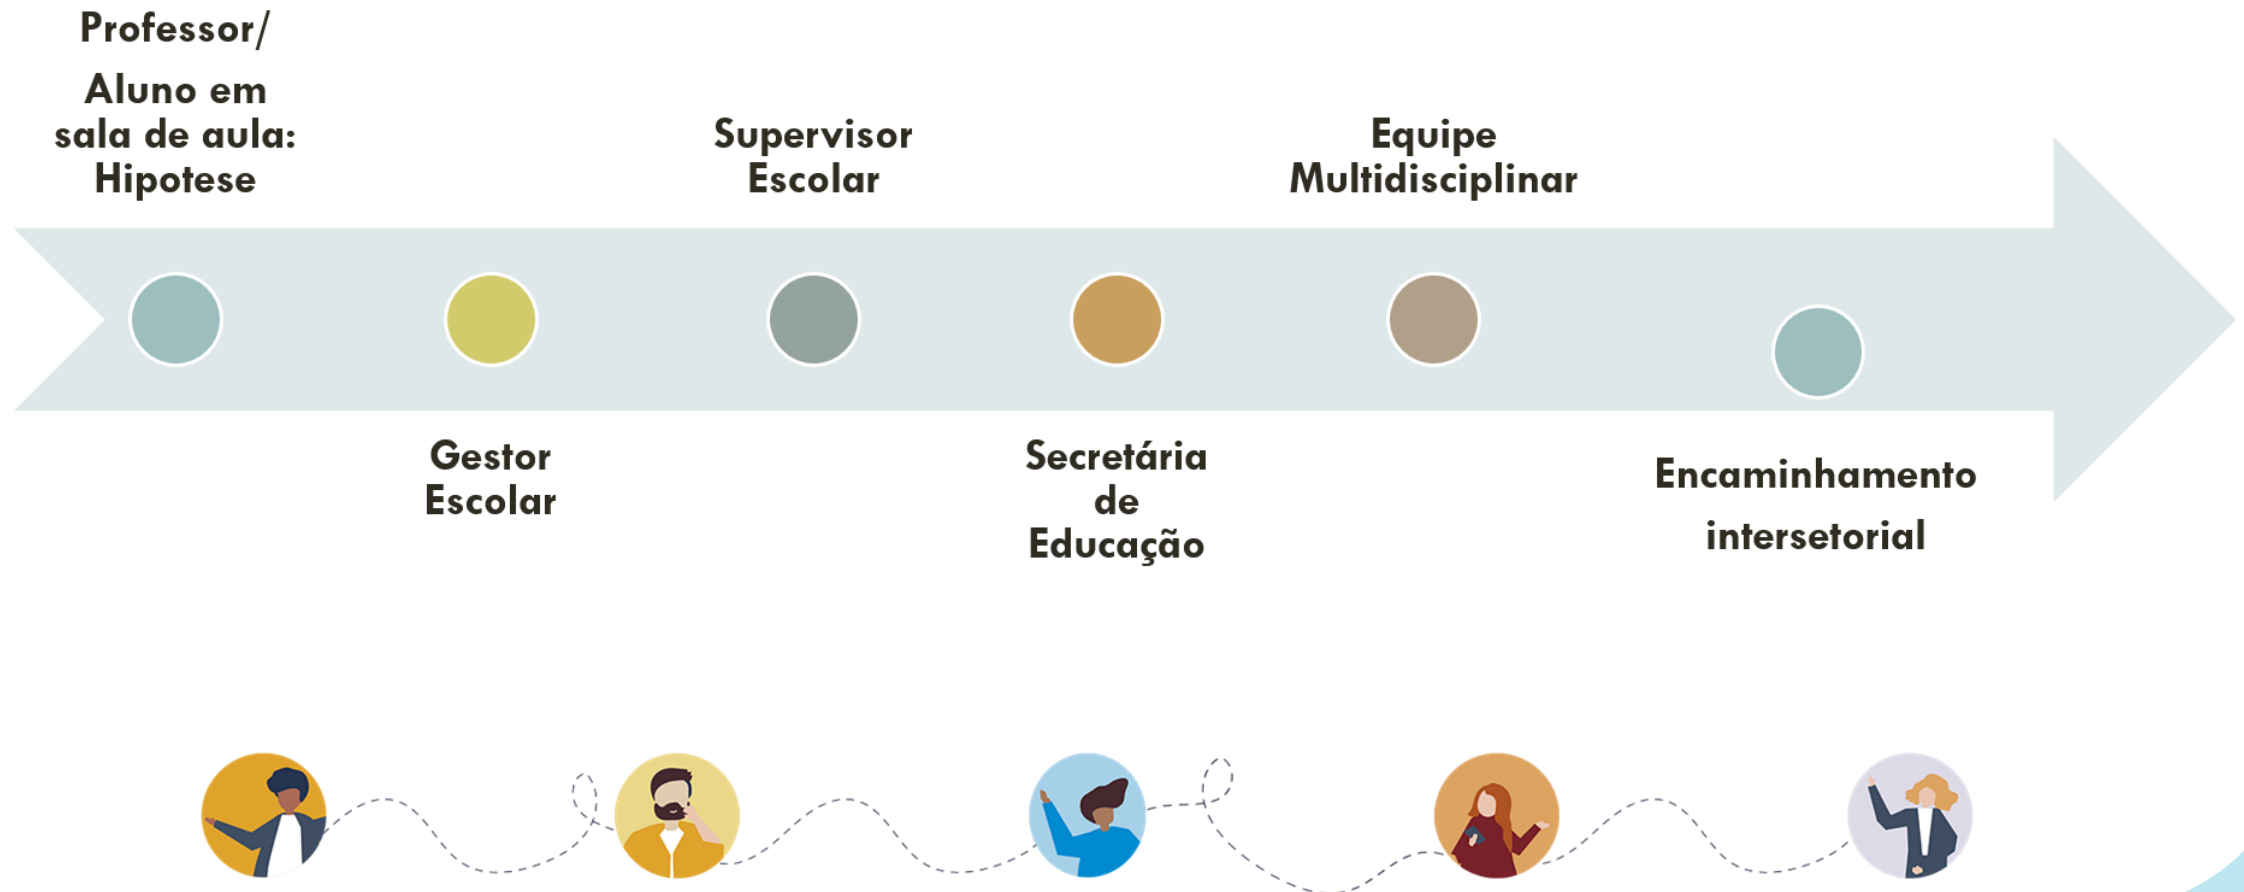 Professor/
Aluno em
sala de aula:
Hipotese
Gestor
Escolar
Supervisor
Escolar
Secretária
de
Educação
Equipe
Multidisciplinar
Encaminhamento
intersetorial